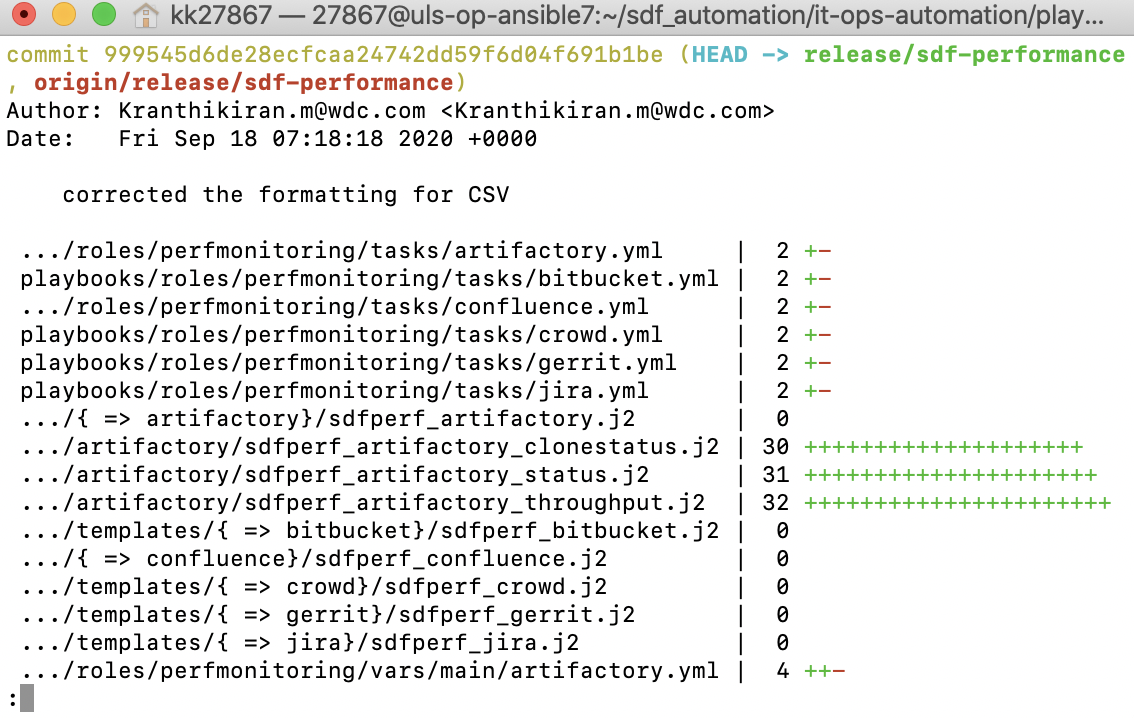 kk27867 — 27867@uls-op-ansible7:~/sdf_automation/it-ops-automation/play...
commit 999545d6de28ecfcaa24742dd59f6d04f691b1be (HEAD -> release/sdf-performance
, origin/release/sdf-performance)
Author: Kranthikiran.m@wdc.com <Kranthikiran.m@wdc.com>
Date:   Fri Sep 18 07:18:18 2020 +0000

    corrected the formatting for CSV

 .../roles/perfmonitoring/tasks/artifactory.yml     |  2 +-
 playbooks/roles/perfmonitoring/tasks/bitbucket.yml |  2 +-
 .../roles/perfmonitoring/tasks/confluence.yml      |  2 +-
 playbooks/roles/perfmonitoring/tasks/crowd.yml     |  2 +-
 playbooks/roles/perfmonitoring/tasks/gerrit.yml    |  2 +-
 playbooks/roles/perfmonitoring/tasks/jira.yml      |  2 +-
 .../{ => artifactory}/sdfperf_artifactory.j2       |  0
 .../artifactory/sdfperf_artifactory_clonestatus.j2 | 30 ++++++++++++++++++++
 .../artifactory/sdfperf_artifactory_status.j2      | 31 +++++++++++++++++++++
 .../artifactory/sdfperf_artifactory_throughput.j2  | 32 ++++++++++++++++++++++
 .../templates/{ => bitbucket}/sdfperf_bitbucket.j2 |  0
 .../{ => confluence}/sdfperf_confluence.j2         |  0
 .../templates/{ => crowd}/sdfperf_crowd.j2         |  0
 .../templates/{ => gerrit}/sdfperf_gerrit.j2       |  0
 .../templates/{ => jira}/sdfperf_jira.j2           |  0
 .../roles/perfmonitoring/vars/main/artifactory.yml |  4 ++-
: